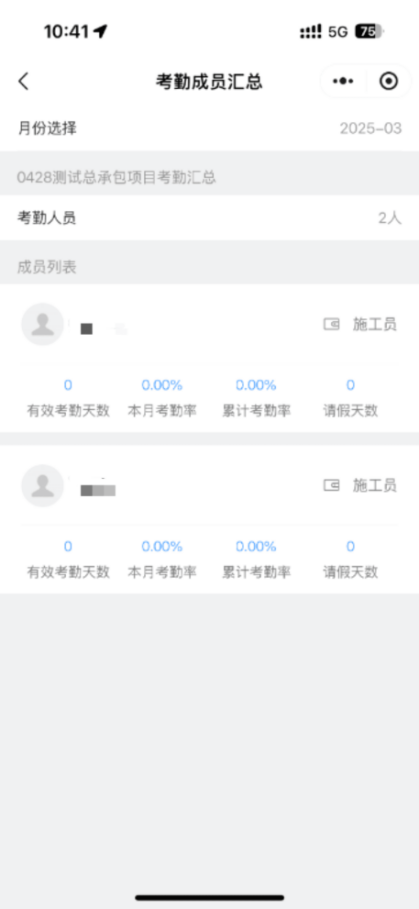 10:41 5G 75
考勤成员汇总
月份选择 2025-03
0428测试总承包项目考勤汇总
考勤人员 2人
成员列表
施工员
0 0.00% 0.00% 0
有效考勤天数 本月考勤率 累计考勤率 请假天数
施工员
0 0.00% 0.00% 0
有效考勤天数 本月考勤率 累计考勤率 请假天数